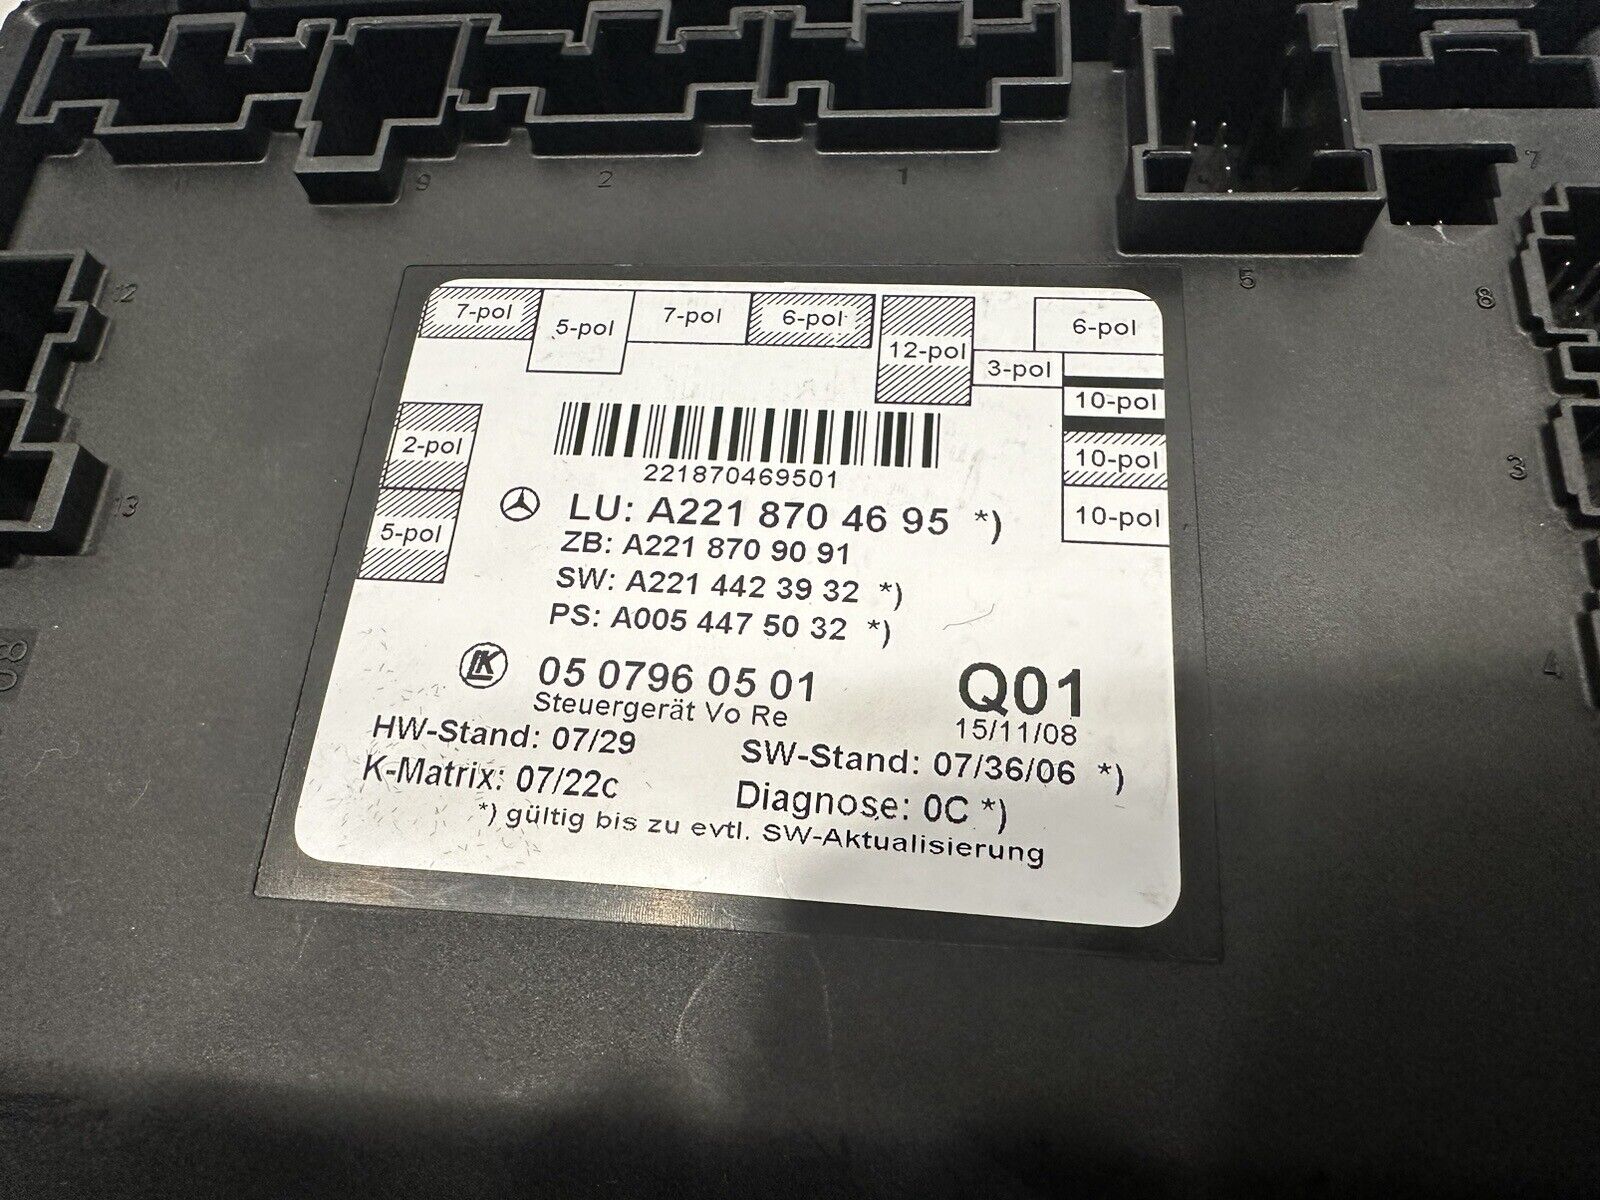 11
9
2
1
5
7
8
12
13
3
7-pol
5-pol
7-pol
6-pol
12-pol
3-pol
6-pol
10-pol
10-pol
10-pol
2-pol
5-pol
221870469501
LU: A221 870 46 95 *)
ZB: A221 870 90 91
SW: A221 442 39 32 *)
PS: A005 447 50 32 *)
LK 05 0796 05 01 Q01
Steuergerät Vo Re 15/11/08
HW-Stand: 07/29 SW-Stand: 07/36/06 *)
K-Matrix: 07/22c Diagnose: 0C *)
*) gültig bis zu evtl. SW-Aktualisierung